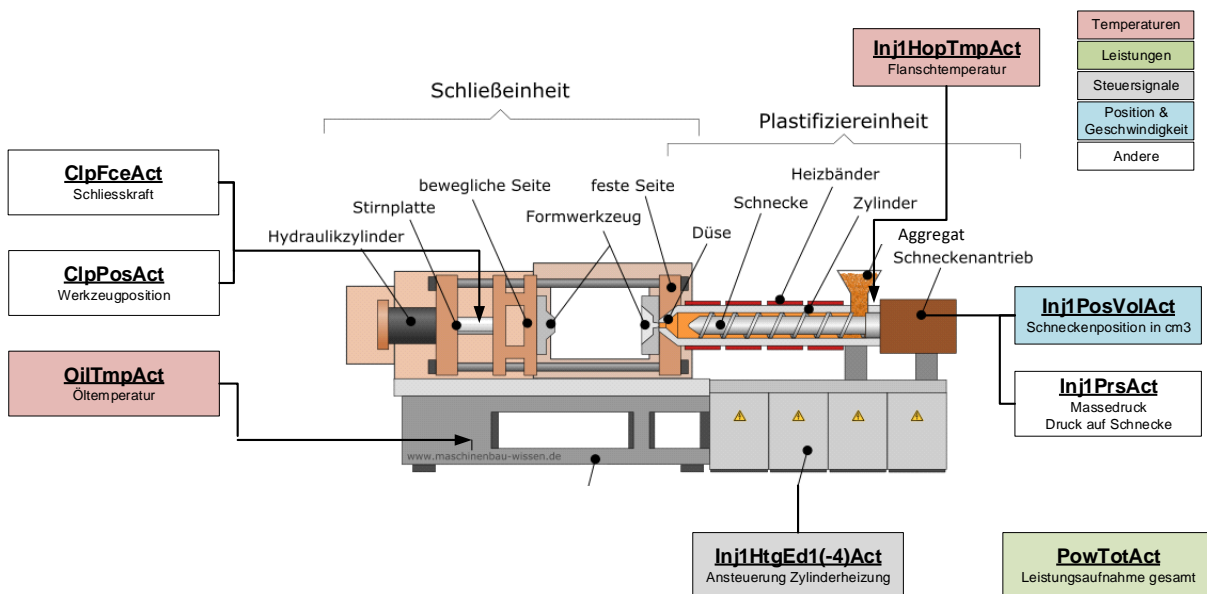 Inj1HopTmpAct
Flanschtemperatur
Temperaturen
Leistungen
Steuersignale
Position &
Geschwindigkeit
Andere
Schließeinheit
Plastifiziereinheit
ClpFceAct
Schliesskraft
ClpPosAct
Werkzeugposition
OilTmpAct
Öltemperatur
Hydraulikzylinder
Stirnplatte
bewegliche Seite
Formwerkzeug
feste Seite
Düse
Schnecke
Heizbänder
Zylinder
Aggregat
Schneckenantrieb
Inj1PosVolAct
Schneckenposition in cm3
Inj1PrsAct
Massedruck
Druck auf Schnecke
www.maschinenbau-wissen.de
Inj1HtgEd1(-4)Act
Ansteuerung Zylinderheizung
PowTotAct
Leistungsaufnahme gesamt